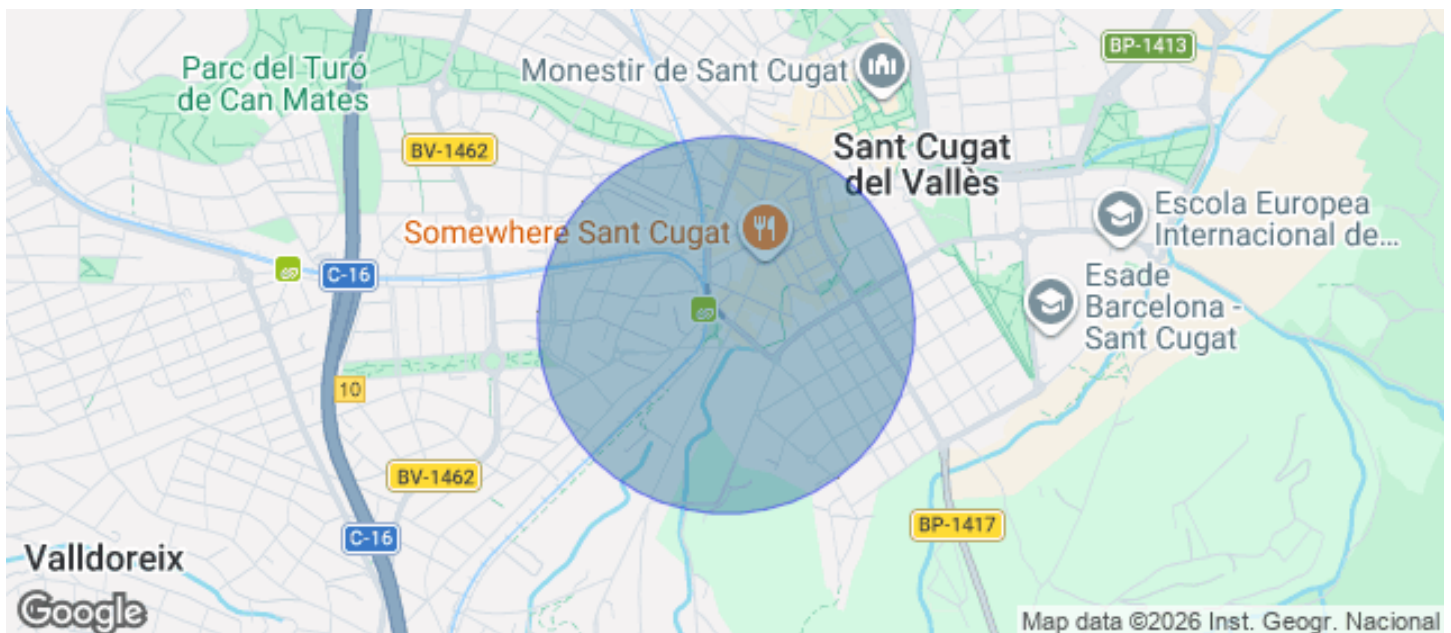 BP-1413
Parc del Turó
de Can Mates
Monestir de Sant Cugat
BV-1462
Sant Cugat
del Vallès
Somewhere Sant Cugat
Escola Europea
Internacional de...
C-16
Esade
Barcelona -
Sant Cugat
10
BV-1462
BP-1417
C-16
Valldoreix
Google
Map data ©2026 Inst. Geogr. Nacional